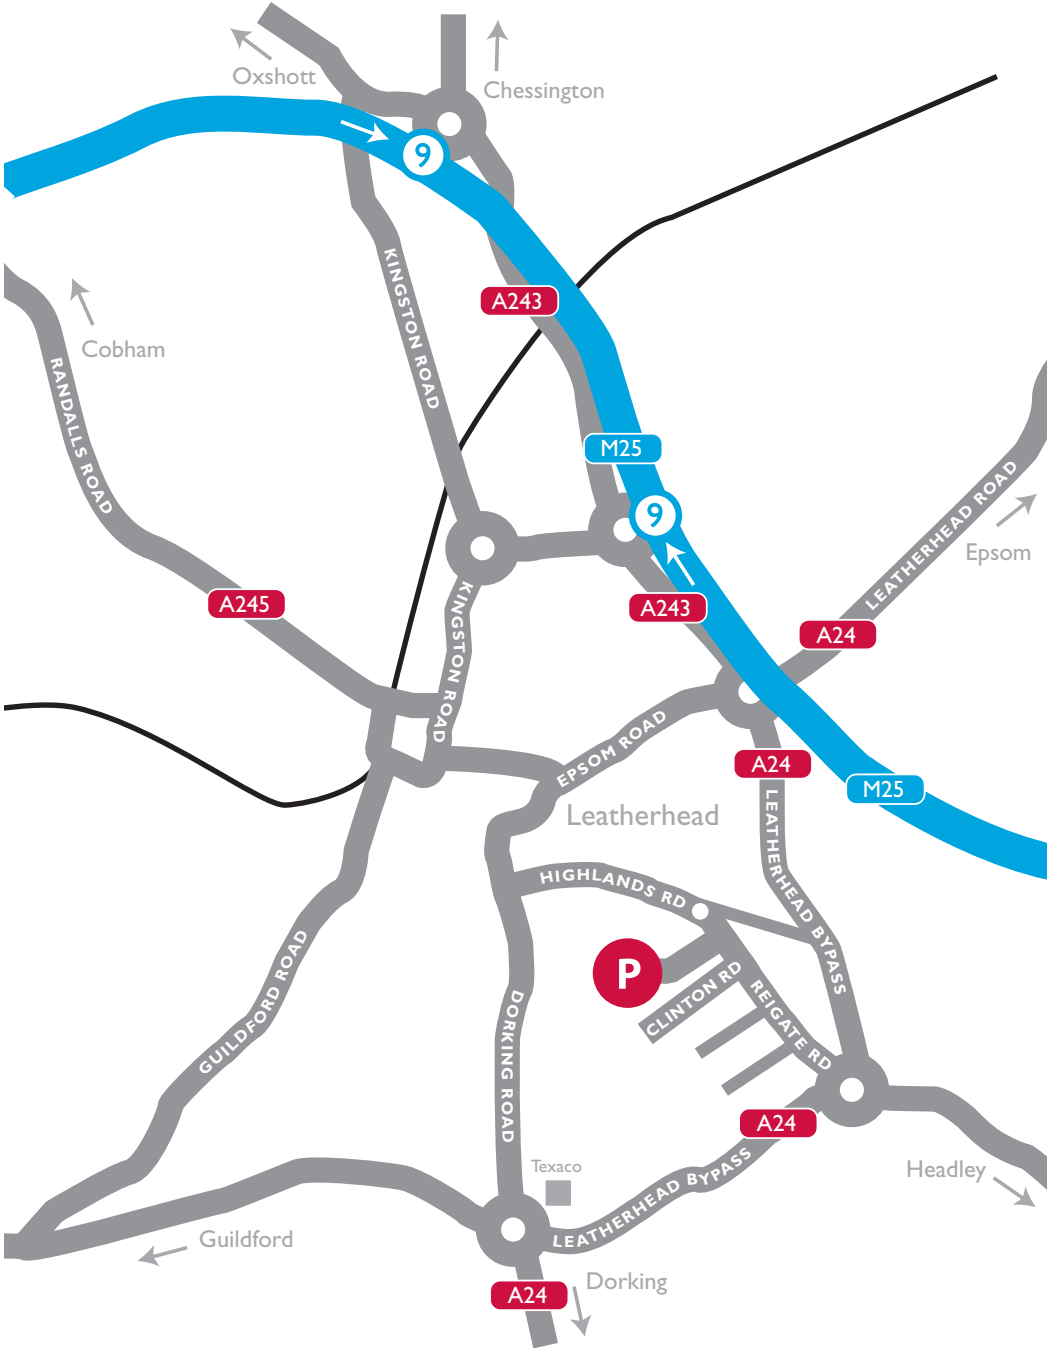 Oxshott
Chessington
9
KINGSTON ROAD
A243
Cobham
RANDALLS ROAD
M25
LEATHERHEAD ROAD
9
Epsom
A245
A243
A24
KINGSTON ROAD
EPSOM ROAD
A24
M25
Leatherhead
LEATHERHEAD BYPASS
HIGHLANDS RD
P
CLINTON RD
REIGATE RD
GUILDFORD ROAD
DORKING ROAD
A24
Texaco
LEATHERHEAD BYPASS
Headley
Guildford
Dorking
A24